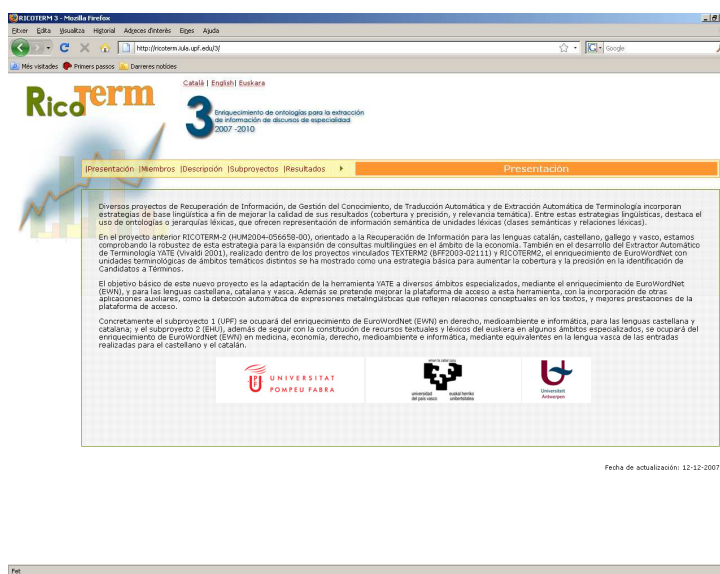 RICOTERM 3 - Mozilla Firefox
Fitxer Edita Visualitza Historial Adreces d'interès Eines Ajuda
http://ricoterm.iula.upf.edu/3/
Google
Més visitades Primers passos Darreres notícies
Català | English| Euskara
RicoTerm
3
Enriquecimiento de ontologías para la extracción
de información de discursos de especialidad
2007 -2010
|Presentación |Miembros |Descripción |Subproyectos |Resultados
Presentación
Diversos proyectos de Recuperación de Información, de Gestión del Conocimiento, de Traducción Automática y de Extracción Automática de Terminología incorporan
estrategias de base lingüística a fin de mejorar la calidad de sus resultados (cobertura y precisión, y relevancia temática). Entre estas estrategias lingüísticas, destaca el
uso de ontologías o jerarquías léxicas, que ofrecen representación de información semántica de unidades léxicas (clases semánticas y relaciones léxicas).
En el proyecto anterior RICOTERM-2 (HUM2004-056658-00), orientado a la Recuperación de Información para las lenguas catalán, castellano, gallego y vasco, estamos
comprobando la robustez de esta estrategia para la expansión de consultas multilingües en el ámbito de la economía. También en el desarrollo del Extractor Automático
de Terminología YATE (Vivaldi 2001), realizado dentro de los proyectos vinculados TEXTERM2 (BFF2003-02111) y RICOTERM2, el enriquecimiento de EuroWordNet con
unidades terminológicas de ámbitos temáticos distintos se ha mostrado como una estrategia básica para aumentar la cobertura y la precisión en la identificación de
Candidatos a Términos.
El objetivo básico de este nuevo proyecto es la adaptación de la herramienta YATE a diversos ámbitos especializados, mediante el enriquecimiento de EuroWordNet
(EWN), y para las lenguas castellana, catalana y vasca. Además se pretende mejorar la plataforma de acceso a esta herramienta, con la incorporación de otras
aplicaciones auxiliares, como la detección automática de expresiones metalingüísticas que reflejen relaciones conceptuales en los textos, y mejores prestaciones de la
plataforma de acceso.
Concretamente el subproyecto 1 (UPF) se ocupará del enriquecimiento de EuroWordNet (EWN) en derecho, medioambiente e informática, para las lenguas castellana y
catalana; y el subproyecto 2 (EHU), además de seguir con la constitución de recursos textuales y léxicos del euskera en algunos ámbitos especializados, se ocupará del
enriquecimiento de EuroWordNet (EWN) en medicina, economía, derecho, medioambiente e informática, mediante equivalentes en la lengua vasca de las entradas
realizadas para el castellano y el catalán.
UNIVERSITAT
POMPEU FABRA
universidad euskal herriko
del país vasco unibertsitatea
Universiteit
Antwerpen
Fecha de actualización: 12-12-2007
Fet